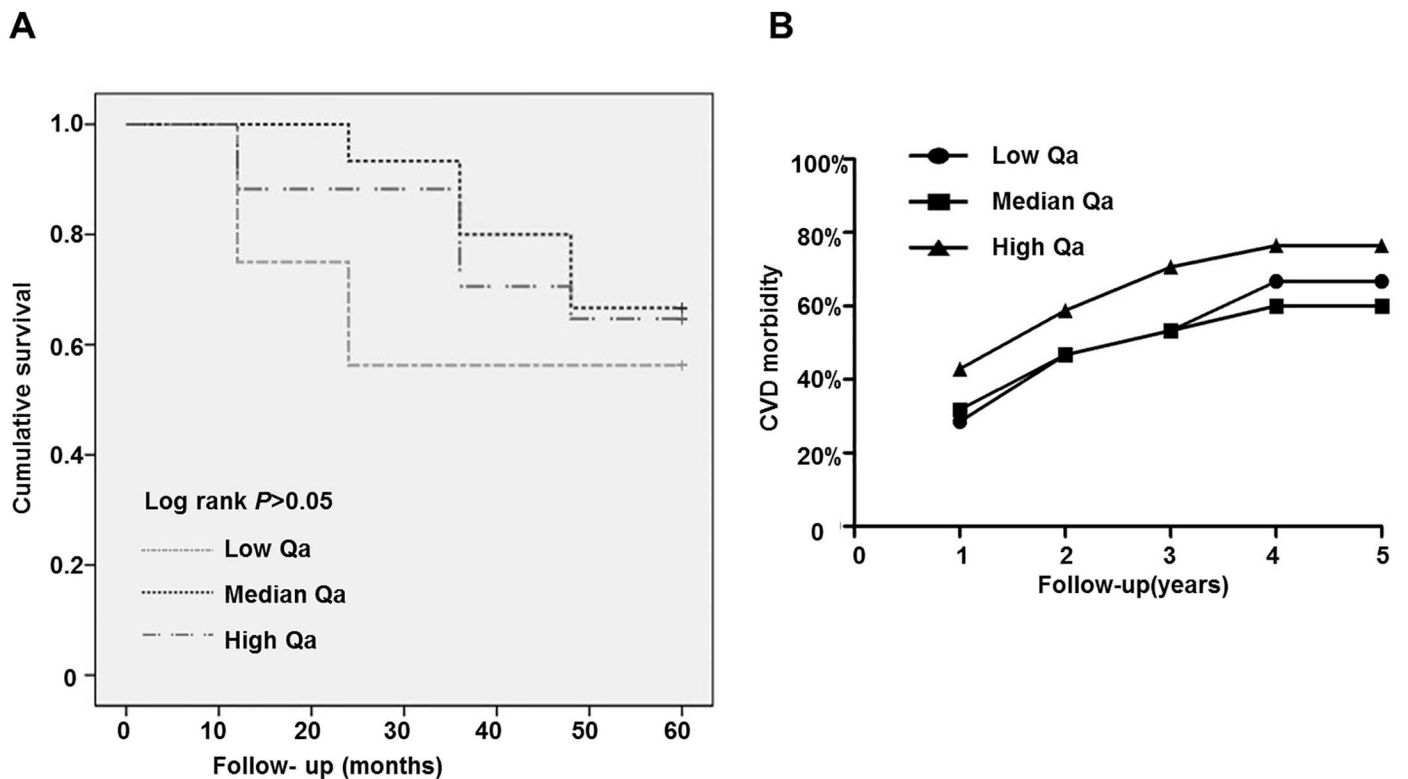 A
1.0
0.8
0.6
0.4
0.2
0
Cumulative survival
Log rank P>0.05
Low Qa
Median Qa
High Qa
0 10 20 30 40 50 60
Follow- up (months)
B
Low Qa
Median Qa
High Qa
100%
80%
60%
40%
20%
0
CVD morbidity
0 1 2 3 4 5
Follow-up(years)